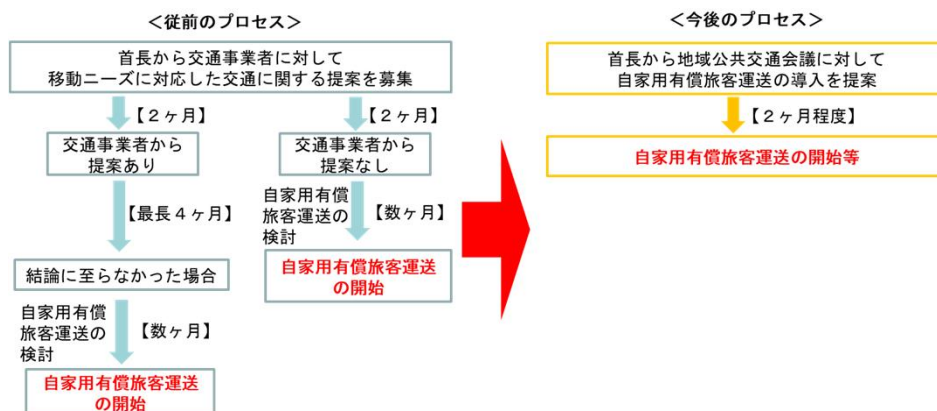 <従前のプロセス>
首長から交通事業者に対して
移動ニーズに対応した交通に関する提案を募集
【２ヶ月】
交通事業者から
提案あり
【最長４ヶ月】
結論に至らなかった場合
自家用有償
旅客運送の
検討
【数ヶ月】
自家用有償旅客運送
の開始
【２ヶ月】
交通事業者から
提案なし
自家用有償
旅客運送の
検討
【数ヶ月】
自家用有償旅客運送
の開始
<今後のプロセス>
首長から地域公共交通会議に対して
自家用有償旅客運送の導入を提案
【２ヶ月程度】
自家用有償旅客運送の開始等